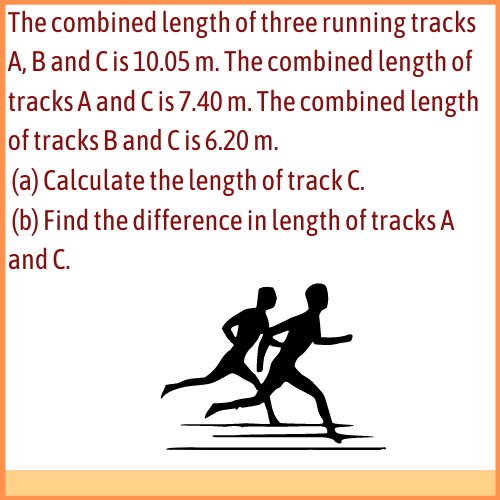 The combined length of three running tracks
A, B and C is 10.05 m. The combined length of
tracks A and C is 7.40 m. The combined length
of tracks B and C is 6.20 m.
(a) Calculate the length of track C.
(b) Find the difference in length of tracks A
and C.